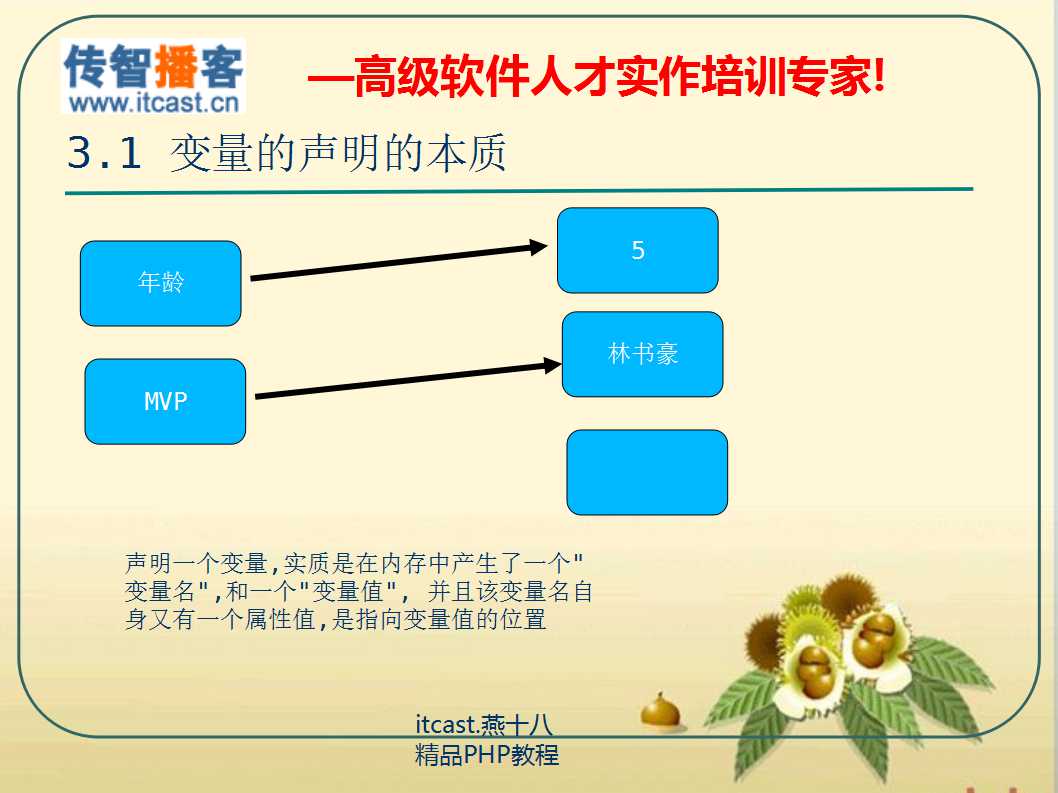 传智播客
www.itcast.cn
—高级软件人才实作培训专家!
3.1 变量的声明的本质
5
年龄
林书豪
MVP
声明一个变量,实质是在内存中产生了一个"
变量名",和一个"变量值", 并且该变量名自
身又有一个属性值,是指向变量值的位置
itcast.燕十八
精品PHP教程